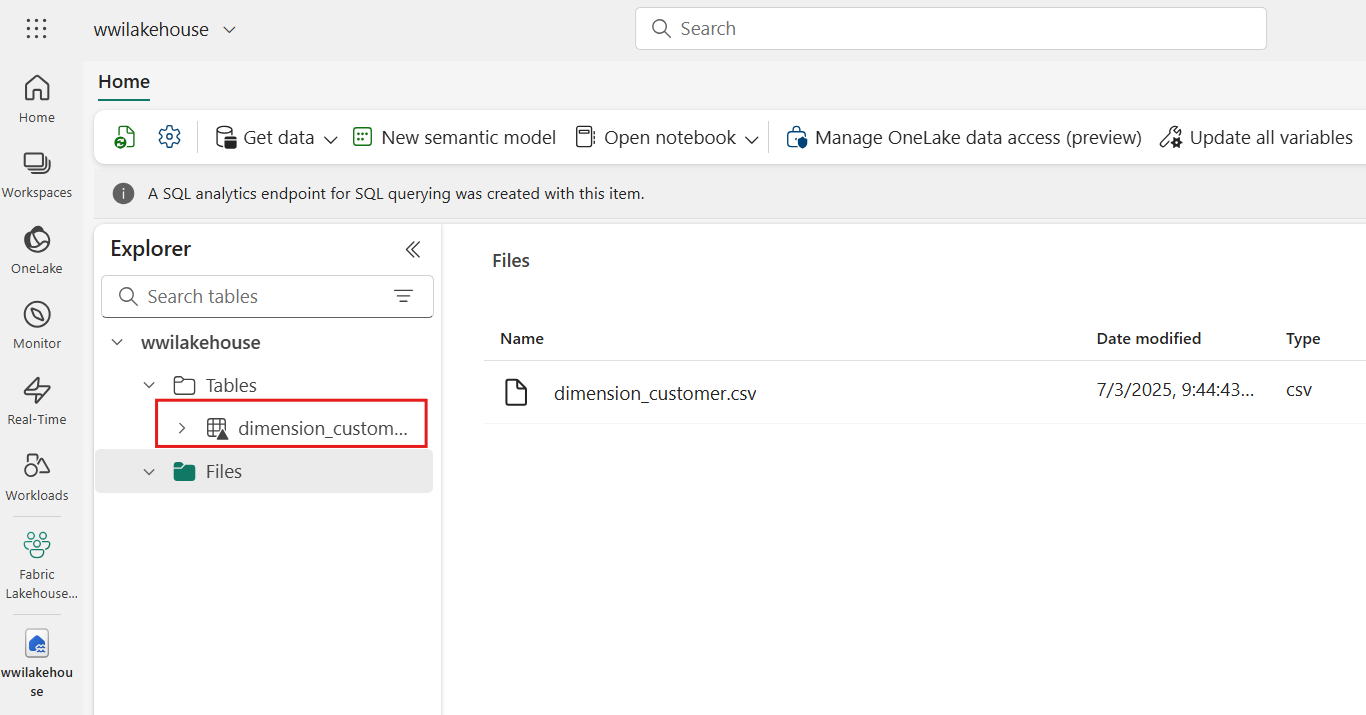 wwilakehouse
Search
Home
Home
Get data
New semantic model
Open notebook
Manage OneLake data access (preview)
Update all variables
A SQL analytics endpoint for SQL querying was created with this item.
Workspaces
OneLake
Monitor
Real-Time
Workloads
Fabric
Lakehouse...
wwilakehou
se
Explorer
Search tables
wwilakehouse
Tables
dimension_custom...
Files
Files
Name
Date modified
Type
dimension_customer.csv
7/3/2025, 9:44:43...
csv